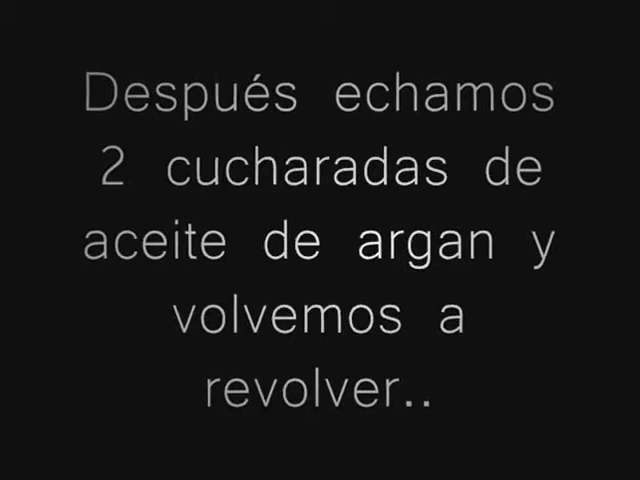 Después echamos
2 cucharadas de
aceite de argan y
volvemos a
revolver..